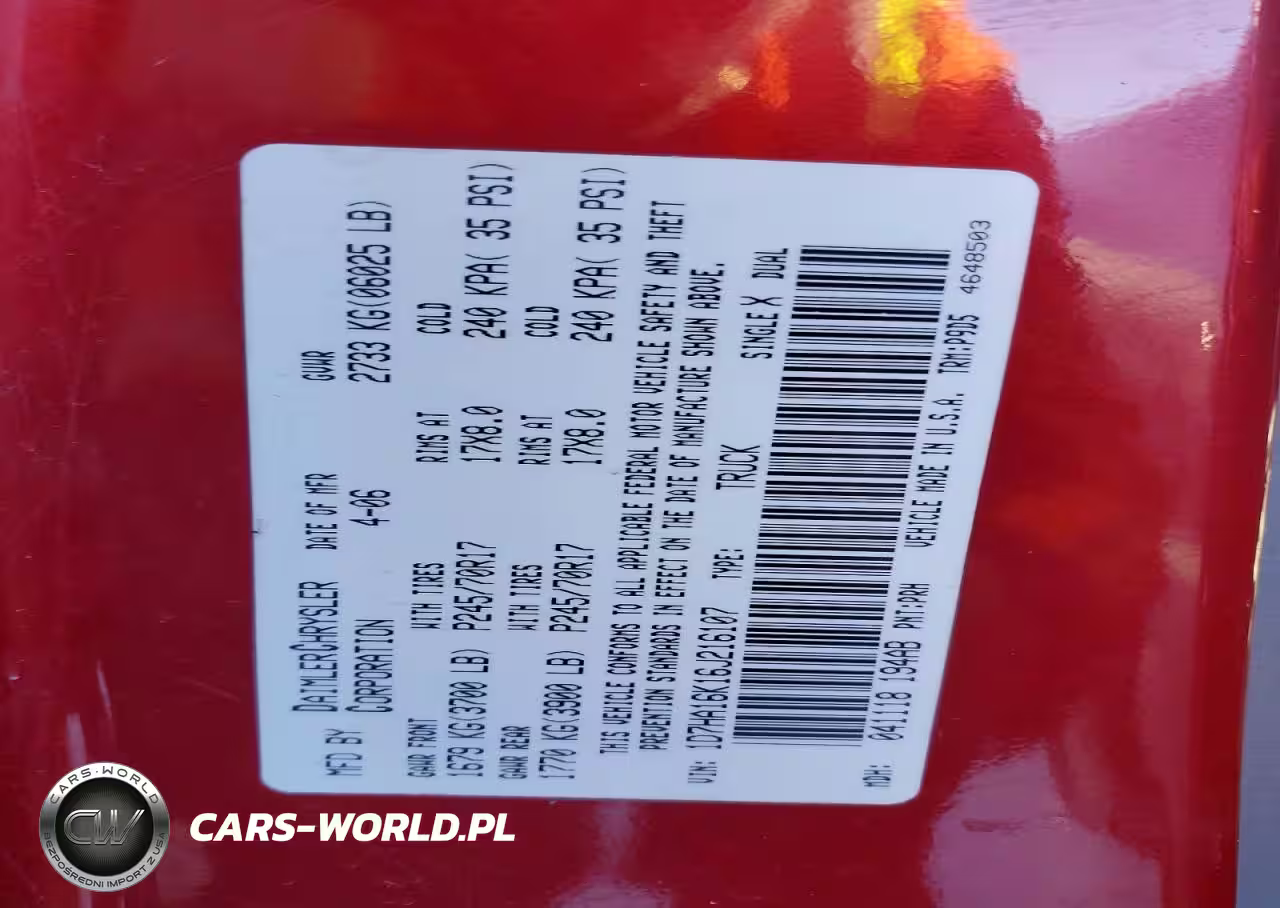 MFD BY DAIMLERCHRYSLER CORPORATION
DATE OF MFR 4-06
GVWR 2733 KG(06025 LB)
GAWR FRONT WITH TIRES RIMS AT COLD
1679 KG(3700 LB) P245/70R17 17X8.0 240 KPA( 35 PSI)
GAWR REAR WITH TIRES RIMS AT COLD
1770 KG(3900 LB) P245/70R17 17X8.0 240 KPA( 35 PSI)
THIS VEHICLE CONFORMS TO ALL APPLICABLE FEDERAL MOTOR VEHICLE SAFETY AND THEFT
PREVENTION STANDARDS IN EFFECT ON THE DATE OF MANUFACTURE SHOWN ABOVE.
VIN: 1D7HA16K16J216107 TYPE: TRUCK SINGLE X DUAL
MDH: 041118 194AB PNT:PRH VEHICLE MADE IN U.S.A. TRM:P9D5 4648503
CARS-WORLD
CW
BEZPOŚREDNI IMPORT Z USA
CARS-WORLD.PL